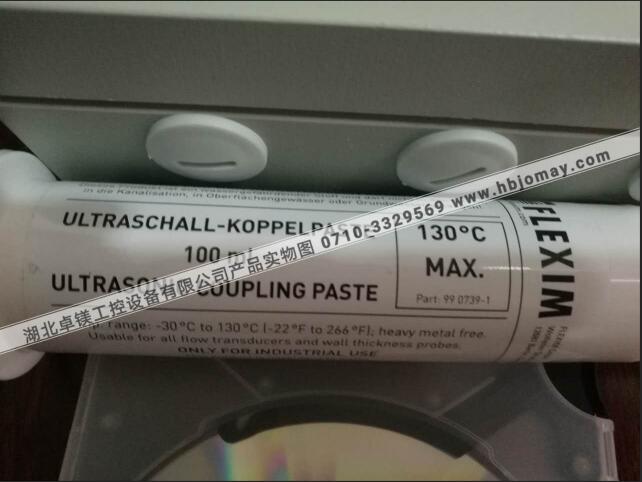 in die Kanalisation, in Oberflächengewässer oder Grund
ULTRASCHALL-KOPPELPASTE
100 ml
ULTRASON COUPLING PASTE
130°C
MAX.
Part: 99 0739-1
range: -30°C to 130°C (-22°F to 266°F); heavy metal free.
Usable for all flow transducers and wall thickness probes.
ONLY FOR INDUSTRIAL USE
FLEXIM
湖北卓镁工控设备有限公司产品实物图 0710-3329569 www.hbjomay.com